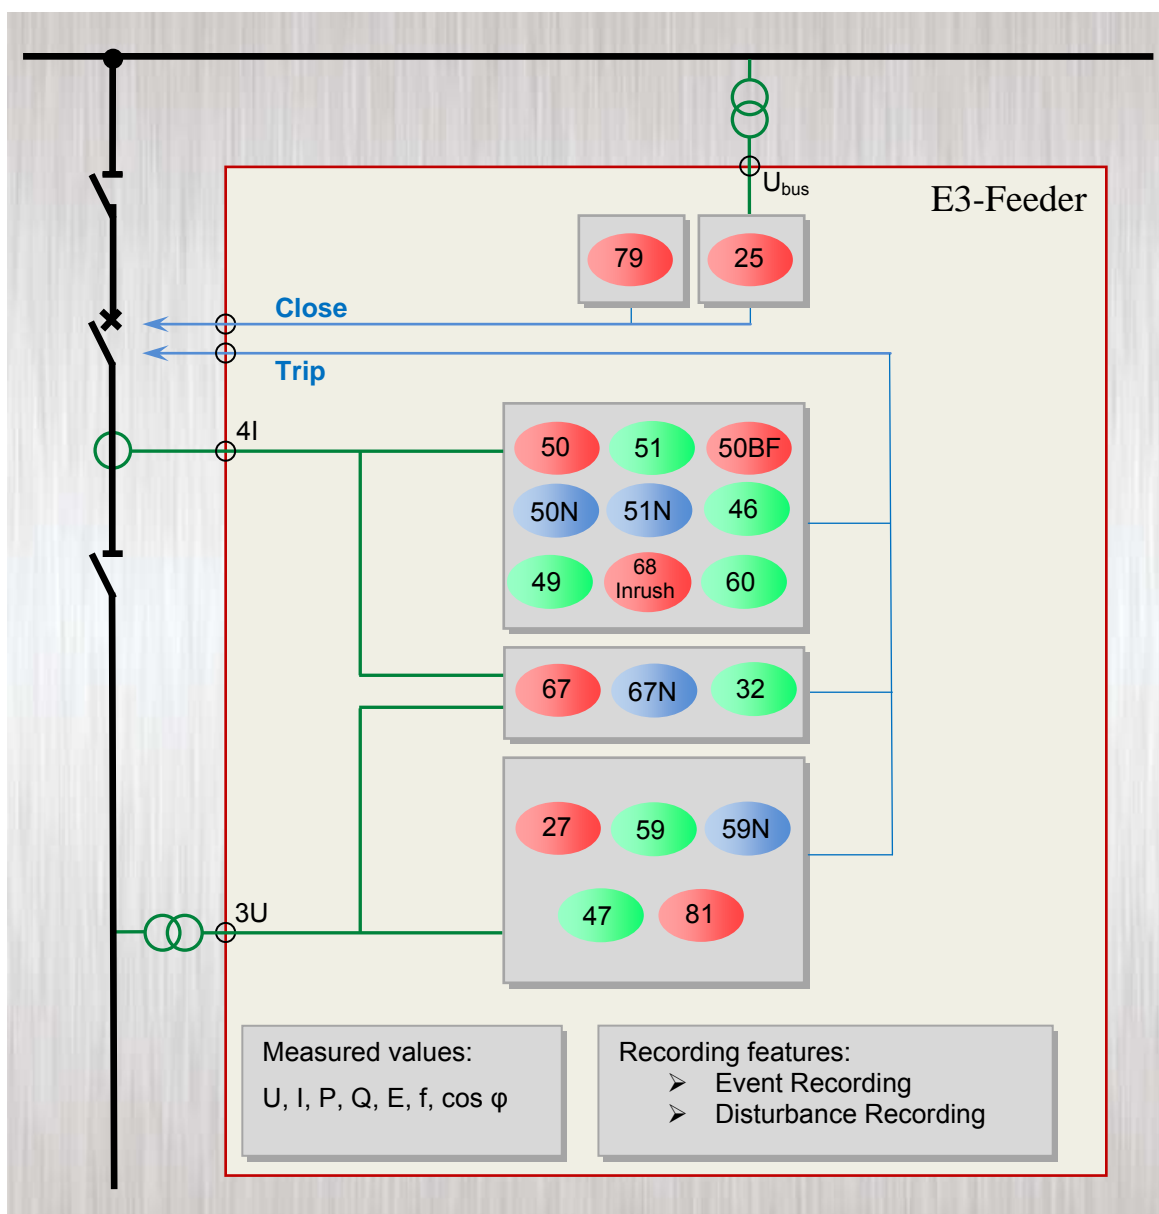 U_bus
E3-Feeder
79
25
Close
Trip
4I
50
51
50BF
50N
51N
46
49
68
Inrush
60
67
67N
32
27
59
59N
47
81
3U
Measured values:
U, I, P, Q, E, f, cos φ
Recording features:
➢ Event Recording
➢ Disturbance Recording